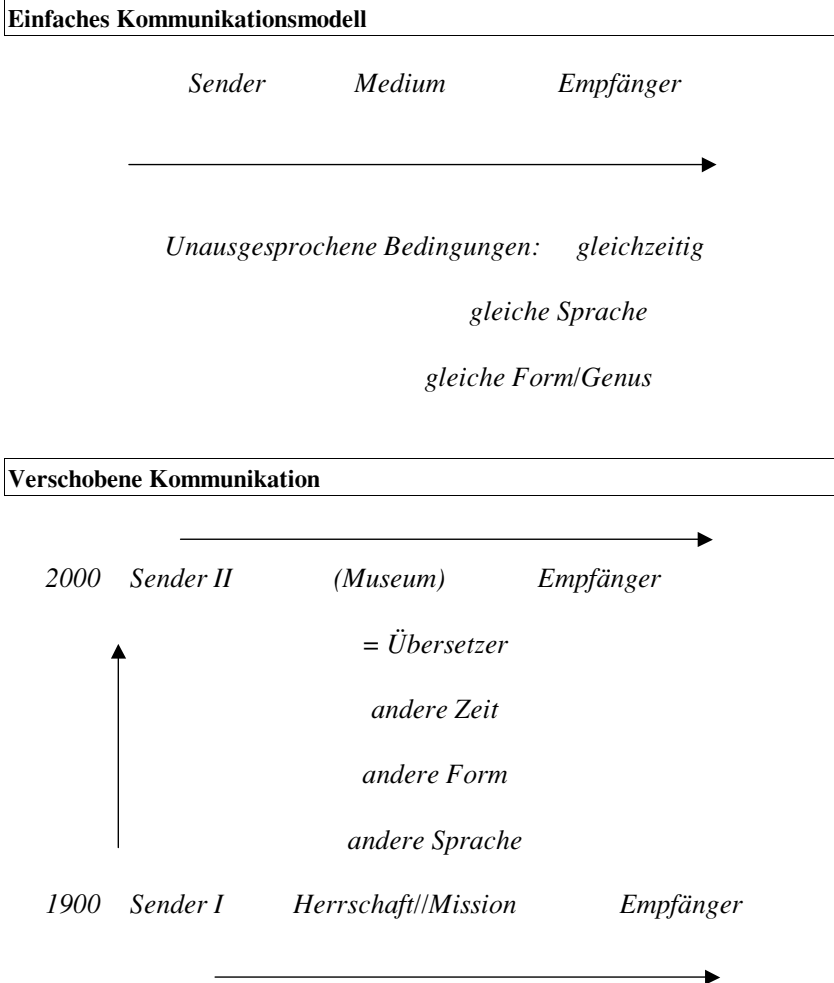 Einfaches Kommunikationsmodell
Sender Medium Empfänger
Unausgesprochene Bedingungen: gleichzeitig
gleiche Sprache
gleiche Form/Genus
Verschobene Kommunikation
2000 Sender II (Museum) Empfänger
= Übersetzer
andere Zeit
andere Form
andere Sprache
1900 Sender I Herrschaft//Mission Empfänger